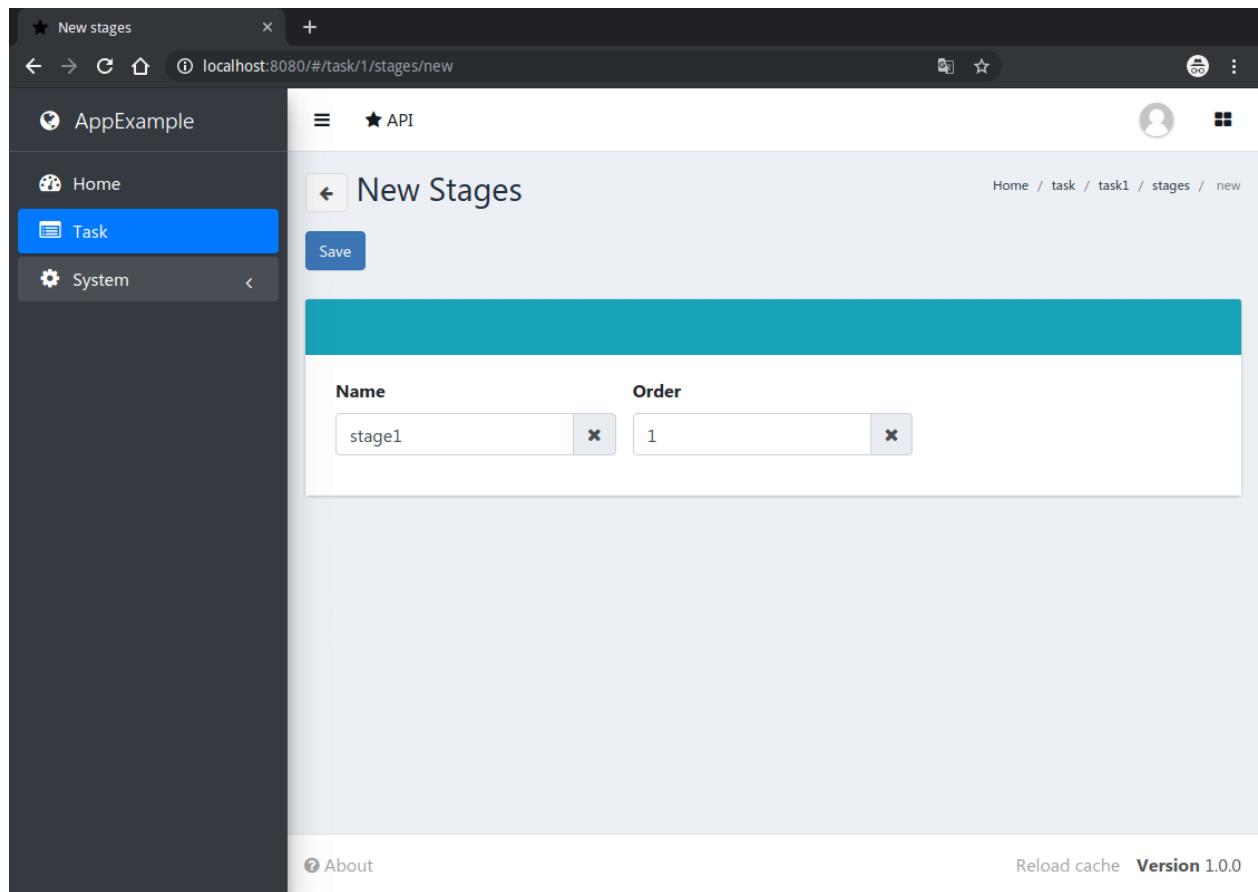 New stages
localhost:8080/#/task/1/stages/new
AppExample
API
Home
New Stages
Home / task / task1 / stages / new
Task
Save
System
Name
Order
stage1
1
About
Reload cache Version 1.0.0